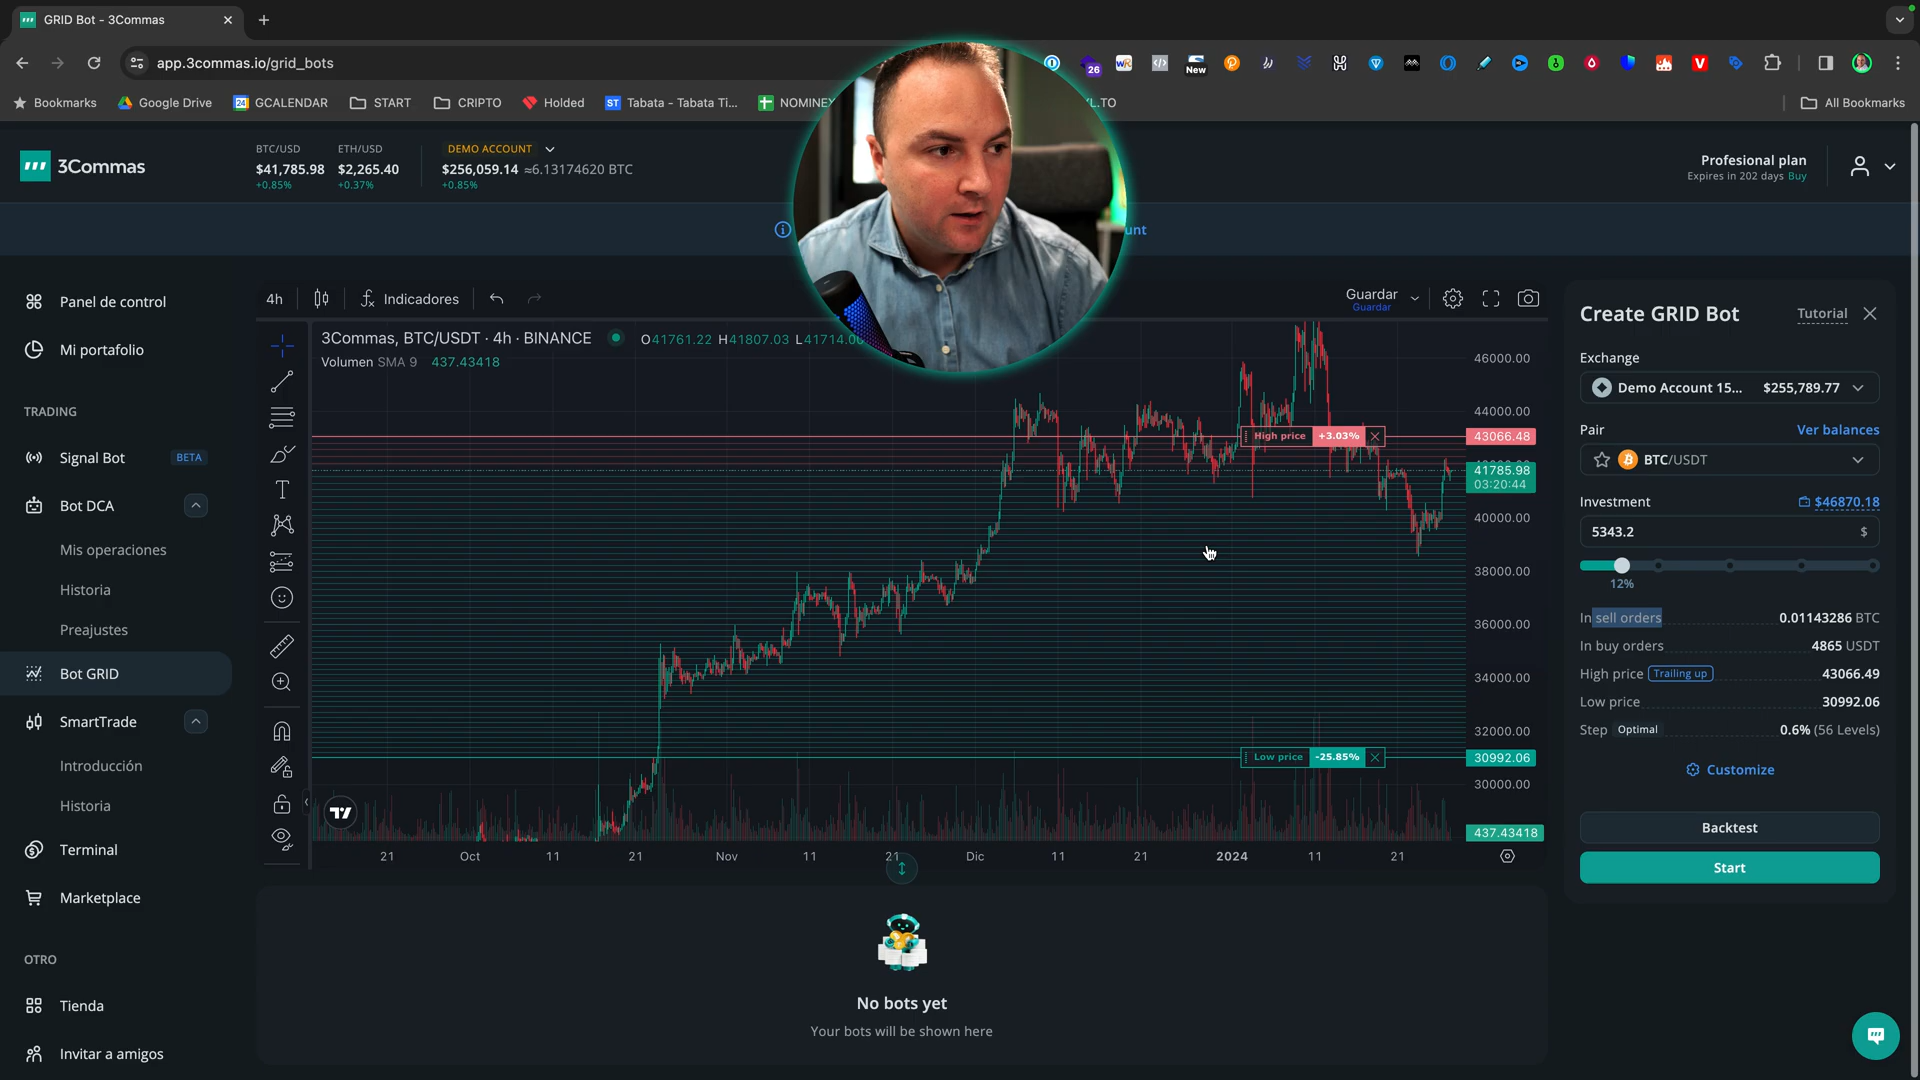 GRID Bot - 3Commas
app.3commas.io/grid_bots
26
New
Bookmarks
Google Drive
GCALENDAR
START
CRIPTO
Holded
Tabata - Tabata Ti...
NOMINEX
YL.TO
All Bookmarks
3Commas
BTC/USD
$41,785.98
+0.85%
ETH/USD
$2,265.40
+0.37%
DEMO ACCOUNT
$256,059.14 ≈6.13174620 BTC
+0.85%
Profesional plan
Expires in 202 days Buy
unt
Panel de control
Mi portafolio
TRADING
Signal Bot BETA
Bot DCA
Mis operaciones
Historia
Preajustes
Bot GRID
SmartTrade
Introducción
Historia
Terminal
Marketplace
OTRO
Tienda
Invitar a amigos
4h
Indicadores
Guardar
Guardar
3Commas, BTC/USDT · 4h · BINANCE
O41761.22 H41807.03 L41714.00
Volumen SMA 9 437.43418
High price +3.03%
Low price -25.85%
46000.00
44000.00
43066.48
41785.98
03:20:44
40000.00
38000.00
36000.00
34000.00
32000.00
30992.06
30000.00
437.43418
21 Oct 11 21 Nov 11 21 Dic 11 21 2024 11 21
No bots yet
Your bots will be shown here
Create GRID Bot
Tutorial
Exchange
Demo Account 15... $255,789.77
Pair
Ver balances
BTC/USDT
Investment
$46870.18
5343.2 $
12%
In sell orders 0.01143286 BTC
In buy orders 4865 USDT
High price Trailing up 43066.49
Low price 30992.06
Step Optimal 0.6% (56 Levels)
Customize
Backtest
Start